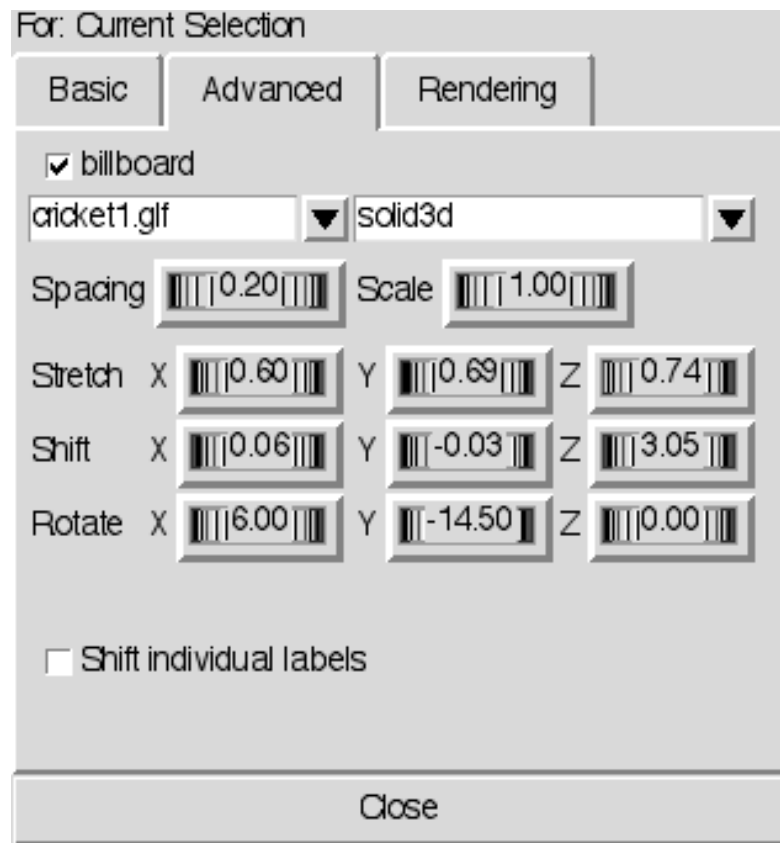 For: Current Selection
Basic Advanced Rendering
billboard
cricket1.glf solid3d
Spacing 0.20 Scale 1.00
Stretch X 0.60 Y 0.69 Z 0.74
Shift X 0.06 Y -0.03 Z 3.05
Rotate X 6.00 Y -14.50 Z 0.00
Shift individual labels
Close